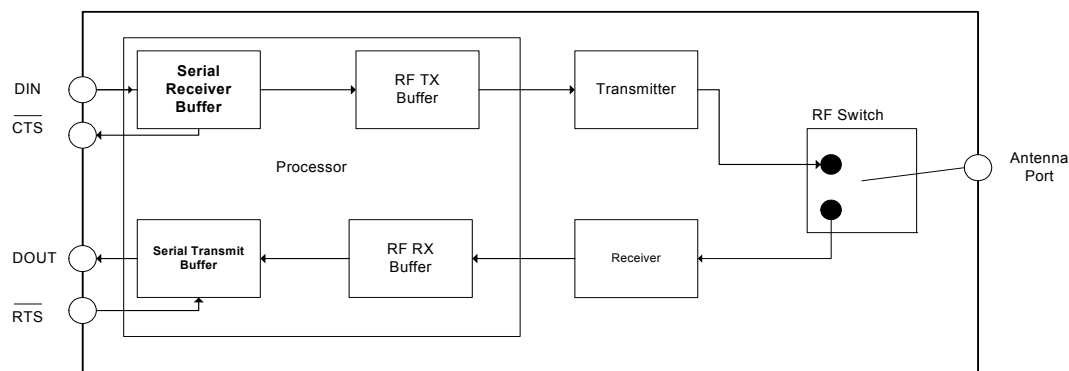 DIN
CTS
Serial
Receiver
Buffer
RF TX
Buffer
Transmitter
RF Switch
Antenna
Port
Processor
DOUT
RTS
Serial Transmit
Buffer
RF RX
Buffer
Receiver